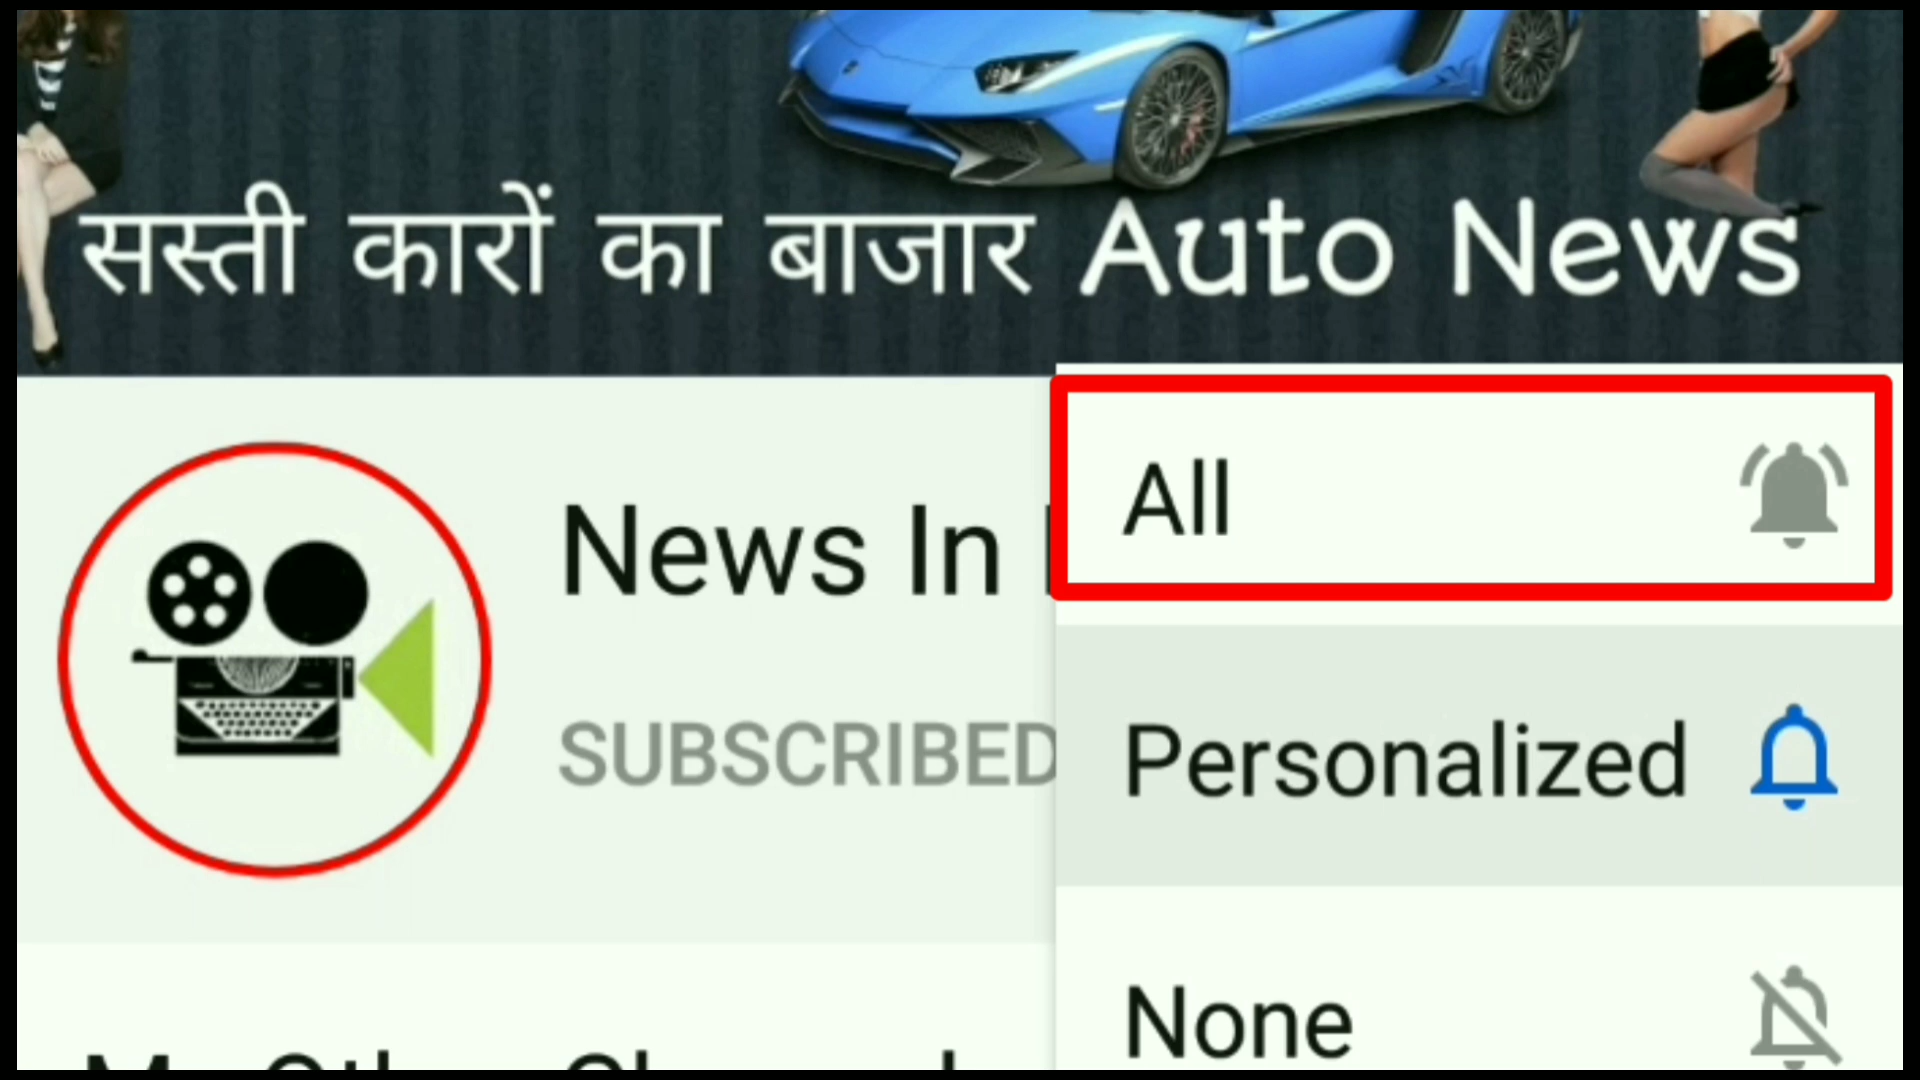 सस्ती कारों का बाजार Auto News
News In
SUBSCRIBED
All
Personalized
None